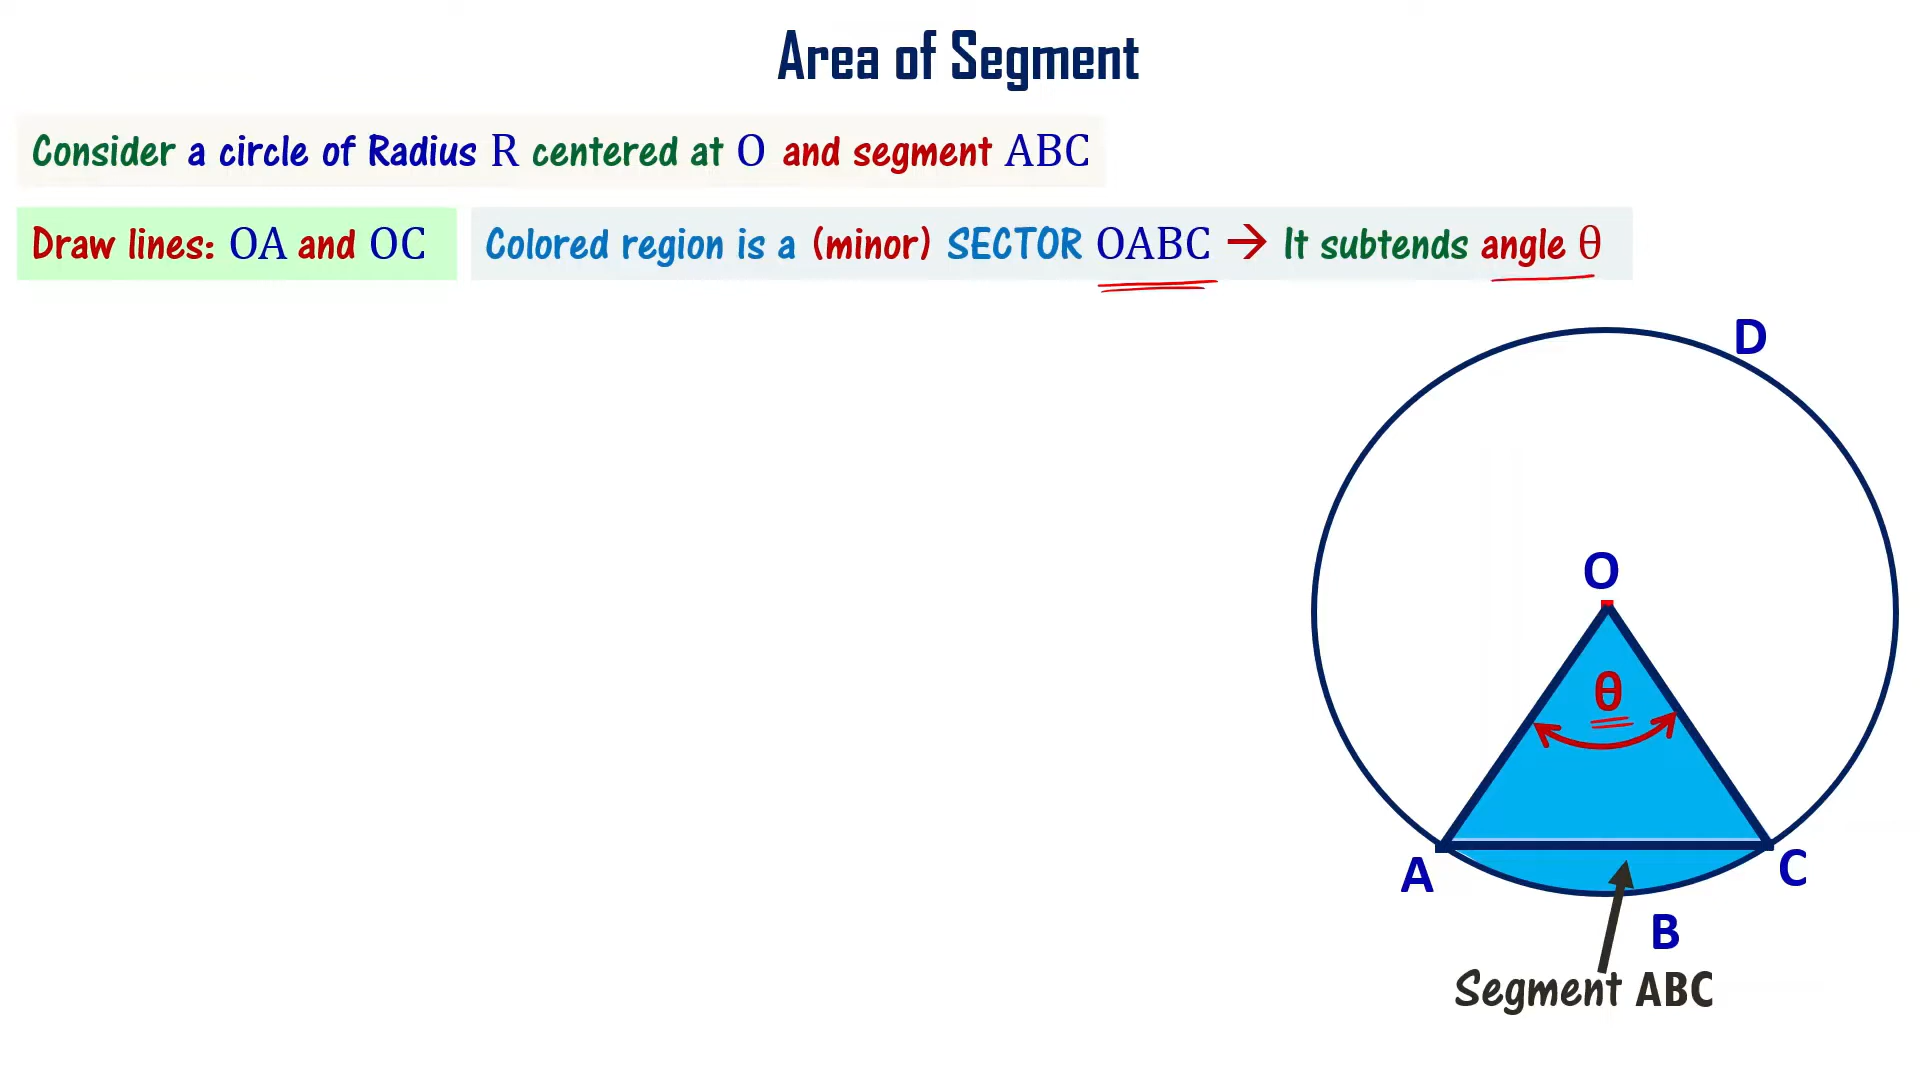 Area of Segment
Consider a circle of Radius R centered at O and segment ABC
Draw lines: OA and OC
Colored region is a (minor) SECTOR OABC → It subtends angle θ
D
O
θ
A
C
B
Segment ABC